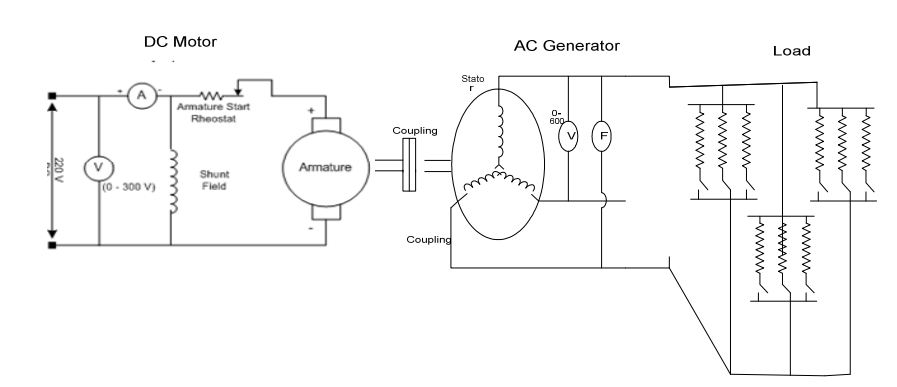 DC Motor
AC Generator
Load
+
A
-
Armature Start
Rheostat
Stato
r
+
Coupling
0-
600
V
F
220 V
V
(0 - 300 V)
Shunt
Field
Armature
-
Coupling